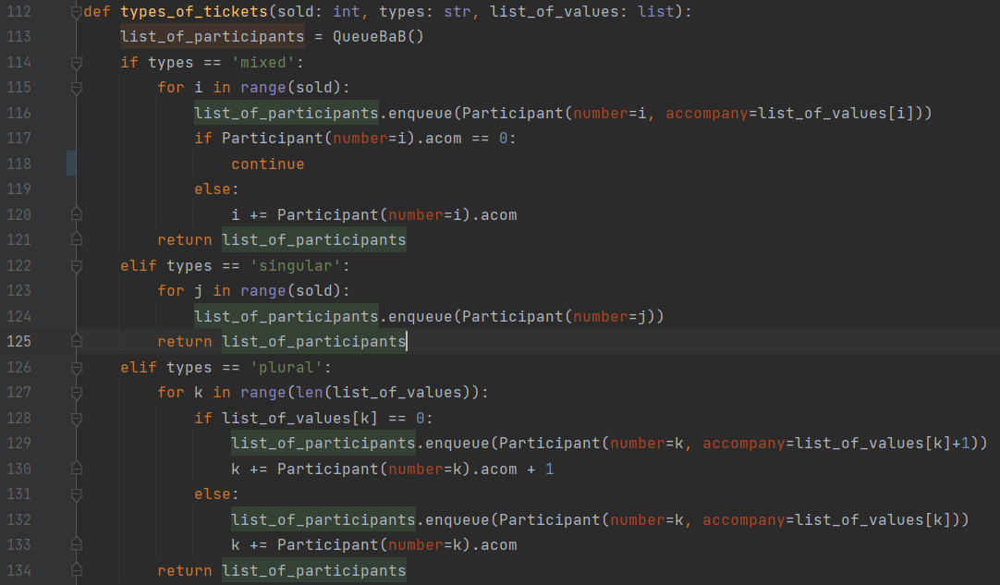 112 def types_of_tickets(sold: int, types: str, list_of_values: list):
113     list_of_participants = QueueBaB()
114     if types == 'mixed':
115         for i in range(sold):
116             list_of_participants.enqueue(Participant(number=i, accompany=list_of_values[i]))
117             if Participant(number=i).acom == 0:
118                 continue
119             else:
120                 i += Participant(number=i).acom
121         return list_of_participants
122     elif types == 'singular':
123         for j in range(sold):
124             list_of_participants.enqueue(Participant(number=j))
125         return list_of_participants
126     elif types == 'plural':
127         for k in range(len(list_of_values)):
128             if list_of_values[k] == 0:
129                 list_of_participants.enqueue(Participant(number=k, accompany=list_of_values[k]+1))
130                 k += Participant(number=k).acom + 1
131             else:
132                 list_of_participants.enqueue(Participant(number=k, accompany=list_of_values[k]))
133                 k += Participant(number=k).acom
134         return list_of_participants